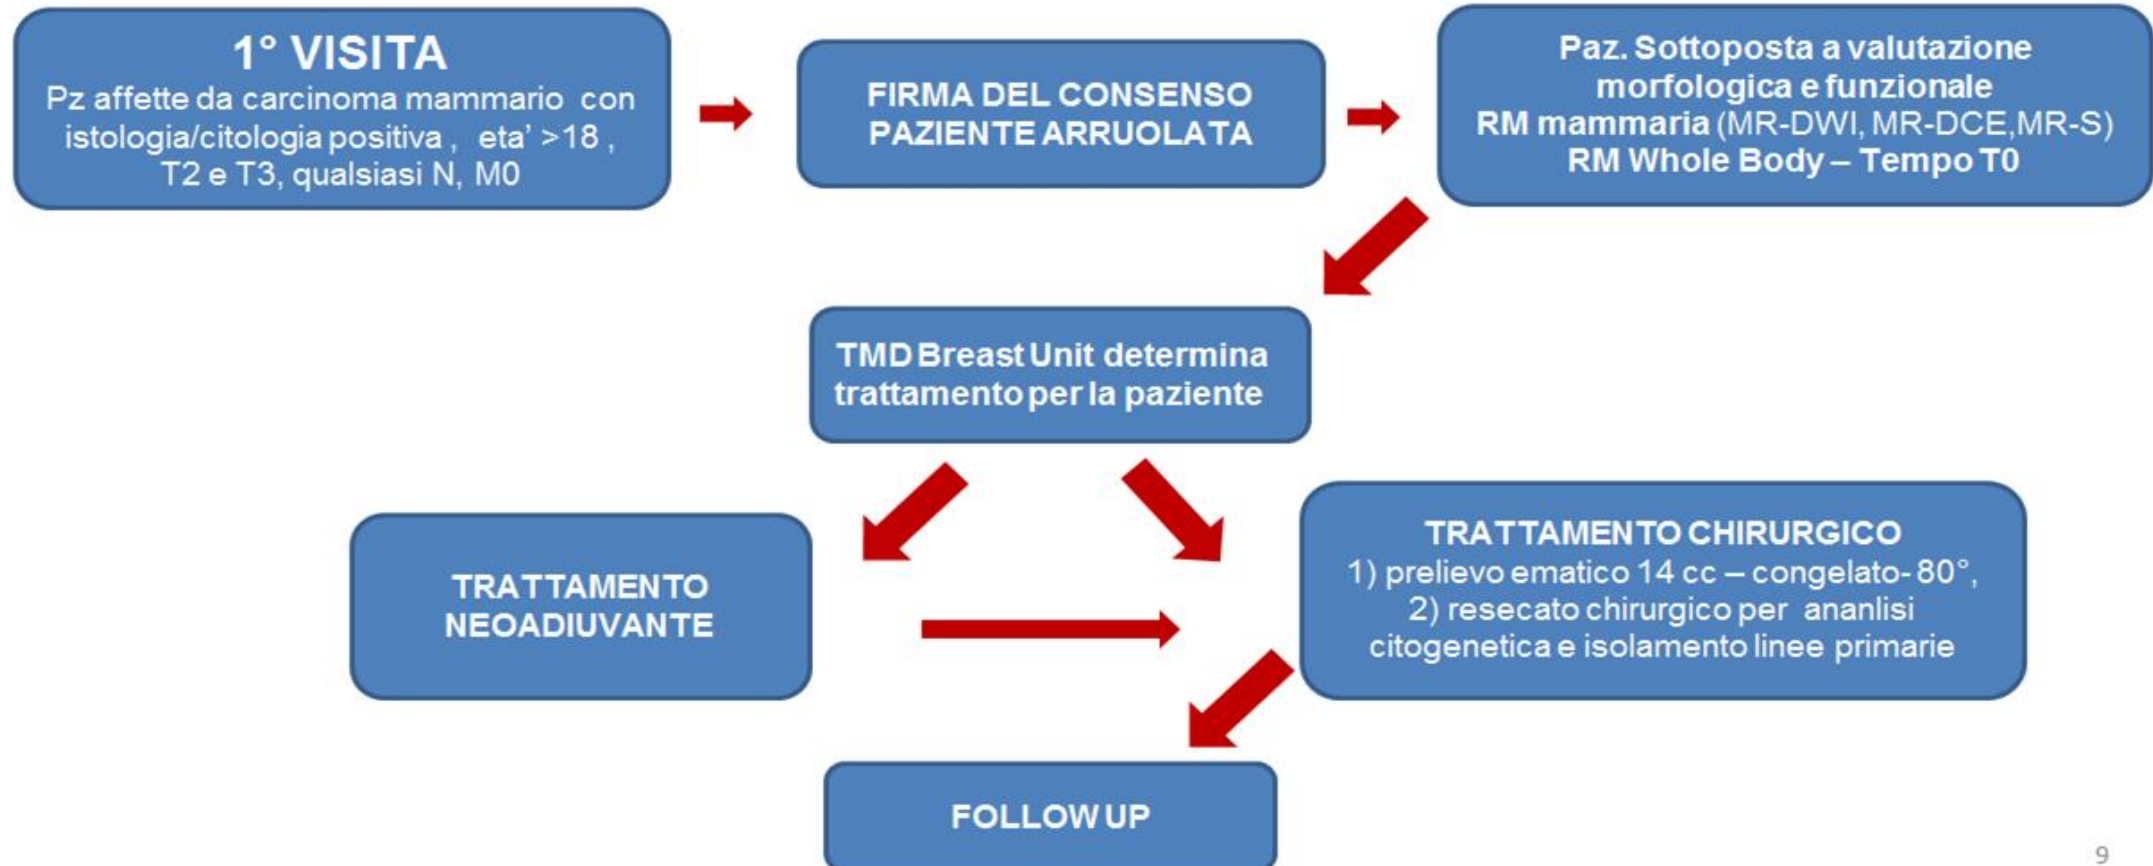 1° VISITA
Pz affette da carcinoma mammario con
istologia/citologia positiva , eta' >18 ,
T2 e T3, qualsiasi N, M0
FIRMA DEL CONSENSO
PAZIENTE ARRUOLATA
Paz. Sottoposta a valutazione
morfologica e funzionale
RM mammaria (MR-DWI, MR-DCE,MR-S)
RM Whole Body – Tempo T0
TMD Breast Unit determina
trattamento per la paziente
TRATTAMENTO
NEOADIUVANTE
TRATTAMENTO CHIRURGICO
1) prelievo ematico 14 cc – congelato- 80°,
2) resecato chirurgico per ananlisi
citogenetica e isolamento linee primarie
FOLLOW UP
9